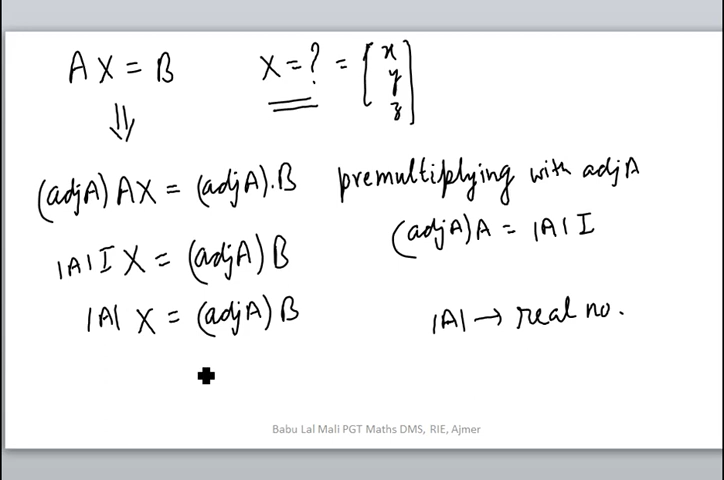 AX = B X = ? = [x y z]
⇓
(adjA) AX = (adjA).B premultiplying with adjA
(adjA)A = |A| I
|A| I X = (adjA) B
|A| X = (adjA) B |A| → real no.
Babu Lal Mali PGT Maths DMS, RIE, Ajmer